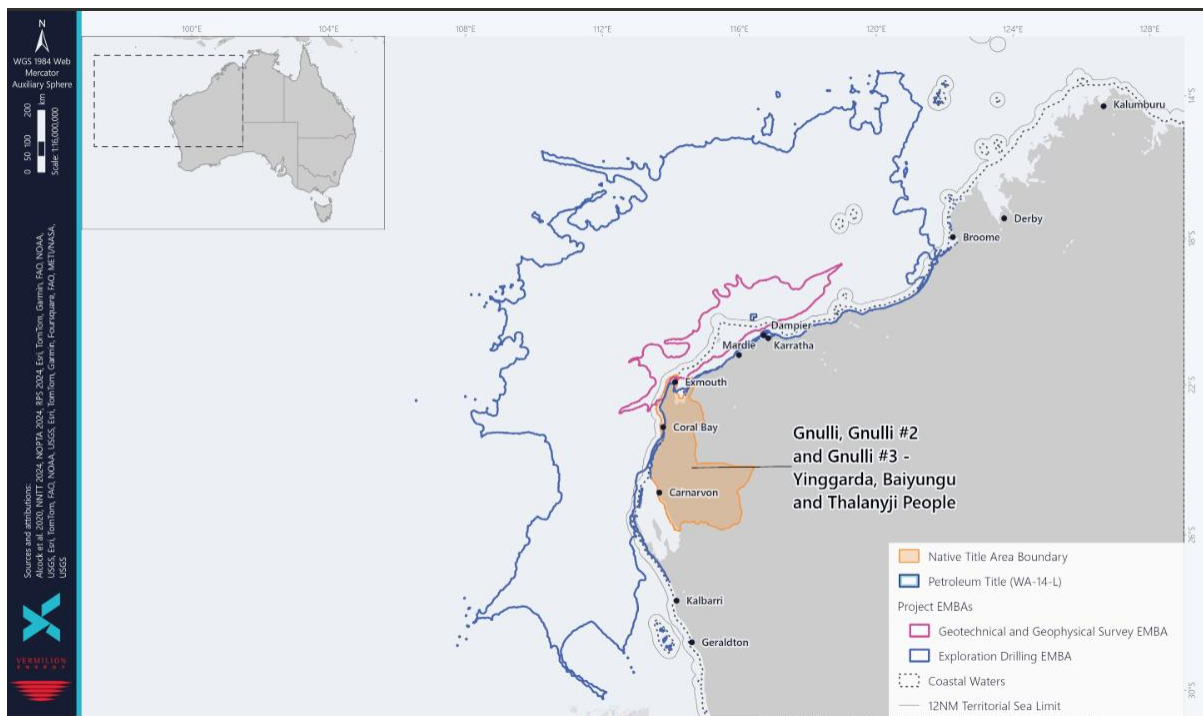 N
WGS 1984 Web
Mercator
Auxiliary Sphere
0 50 100 200
km
Scale: 1:16,000,000
Sources and attributions:
Alcock et al. 2020, NNTT 2024, NOPTA 2024, RPS 2024, Esri, TomTom, Garmin, FAO, NOAA,
USGS, Esri, TomTom, FAO, NOAA, USGS, Esri, TomTom, Garmin, Foursquare, FAO, METI/NASA,
USGS
VERMILION
ENERGY
100°E
104°E
108°E
112°E
116°E
120°E
124°E
128°E
14°S
18°S
22°S
26°S
30°S
Kalumburu
Derby
Broome
Dampier
Mardie
Karratha
Exmouth
Coral Bay
Carnarvon
Kalbarri
Geraldton
Gnulli, Gnulli #2
and Gnulli #3 -
Yinggarda, Baiyungu
and Thalanyji People
Native Title Area Boundary
Petroleum Title (WA-14-L)
Project EMBAs
Geotechnical and Geophysical Survey EMBA
Exploration Drilling EMBA
Coastal Waters
12NM Territorial Sea Limit